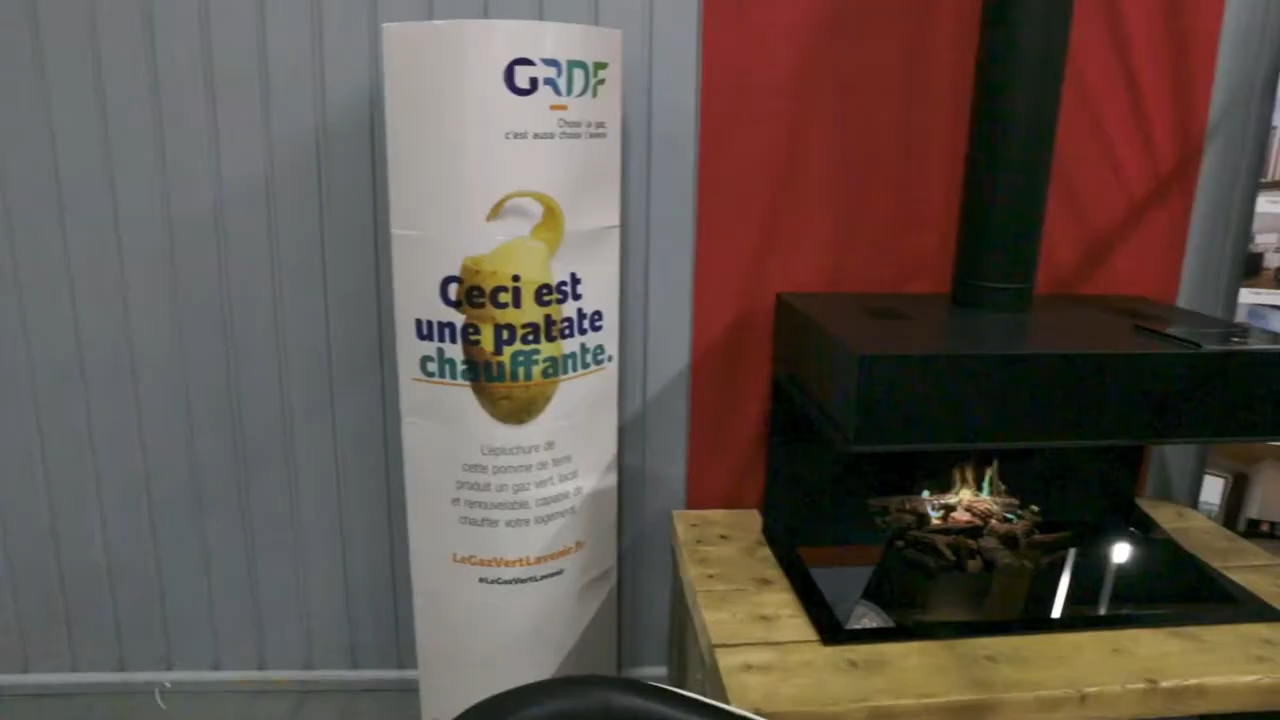 GRDF
Choisir le gaz,
c'est aussi choisir l'avenir
Ceci est
une patate
chauffante.
L'épluchure de
cette pomme de terre
produit un gaz vert, local
et renouvelable, capable de
chauffer votre logement.
LeGazVertLavenir.fr
#LeGazVertLavenir